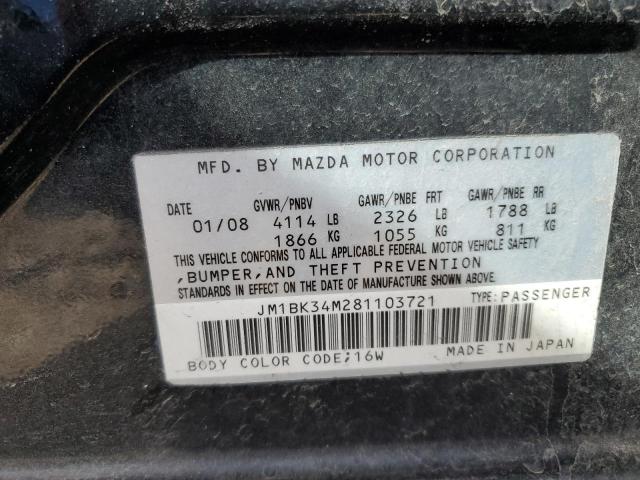 MFD. BY MAZDA MOTOR CORPORATION
DATE GVWR/PNBV GAWR/PNBE FRT GAWR/PNBE RR
01/08 4114 LB 2326 LB 1788 LB
1866 KG 1055 KG 811 KG
THIS VEHICLE CONFORMS TO ALL APPLICABLE FEDERAL MOTOR VEHICLE SAFETY
,BUMPER,AND THEFT PREVENTION
STANDARDS IN EFFECT ON THE DATE OF MANUFACTURE SHOWN ABOVE.
JM1BK34M281103721 TYPE:PASSENGER
BODY COLOR CODE;16W MADE IN JAPAN